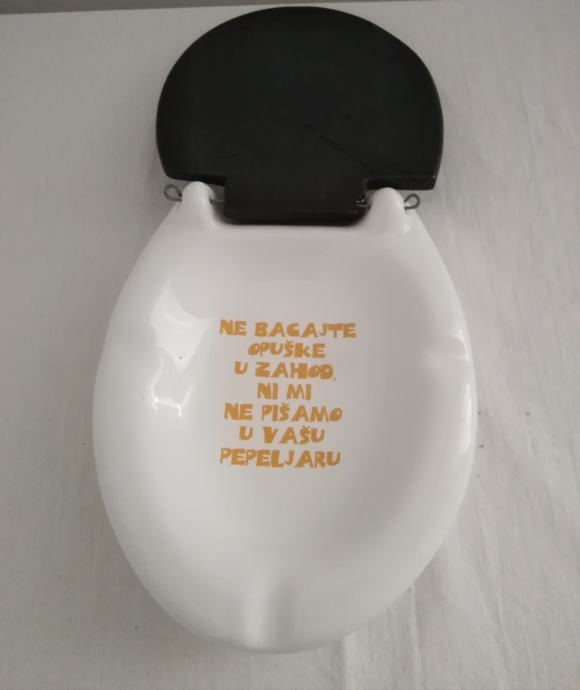 NE BACAJTE
OPUŠKE
U ZAHOD,
NI MI
NE PIŠAMO
U VAŠU
PEPELJARU